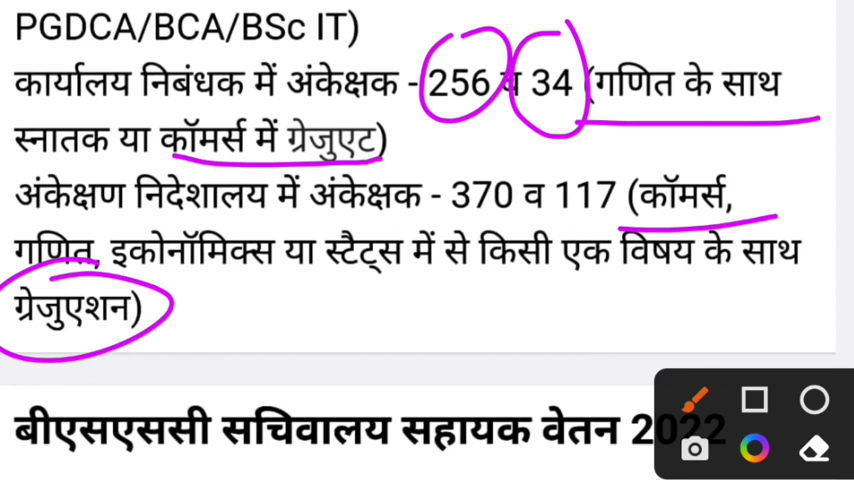 PGDCA/BCA/BSc IT)
कार्यालय निबंधक में अंकेक्षक - 256 व 34 (गणित के साथ
स्नातक या कॉमर्स में ग्रेजुएट)
अंकेक्षण निदेशालय में अंकेक्षक - 370 व 117 (कॉमर्स,
गणित, इकोनॉमिक्स या स्टैट्स में से किसी एक विषय के साथ
ग्रेजुएशन)
बीएसएससी सचिवालय सहायक वेतन 2022